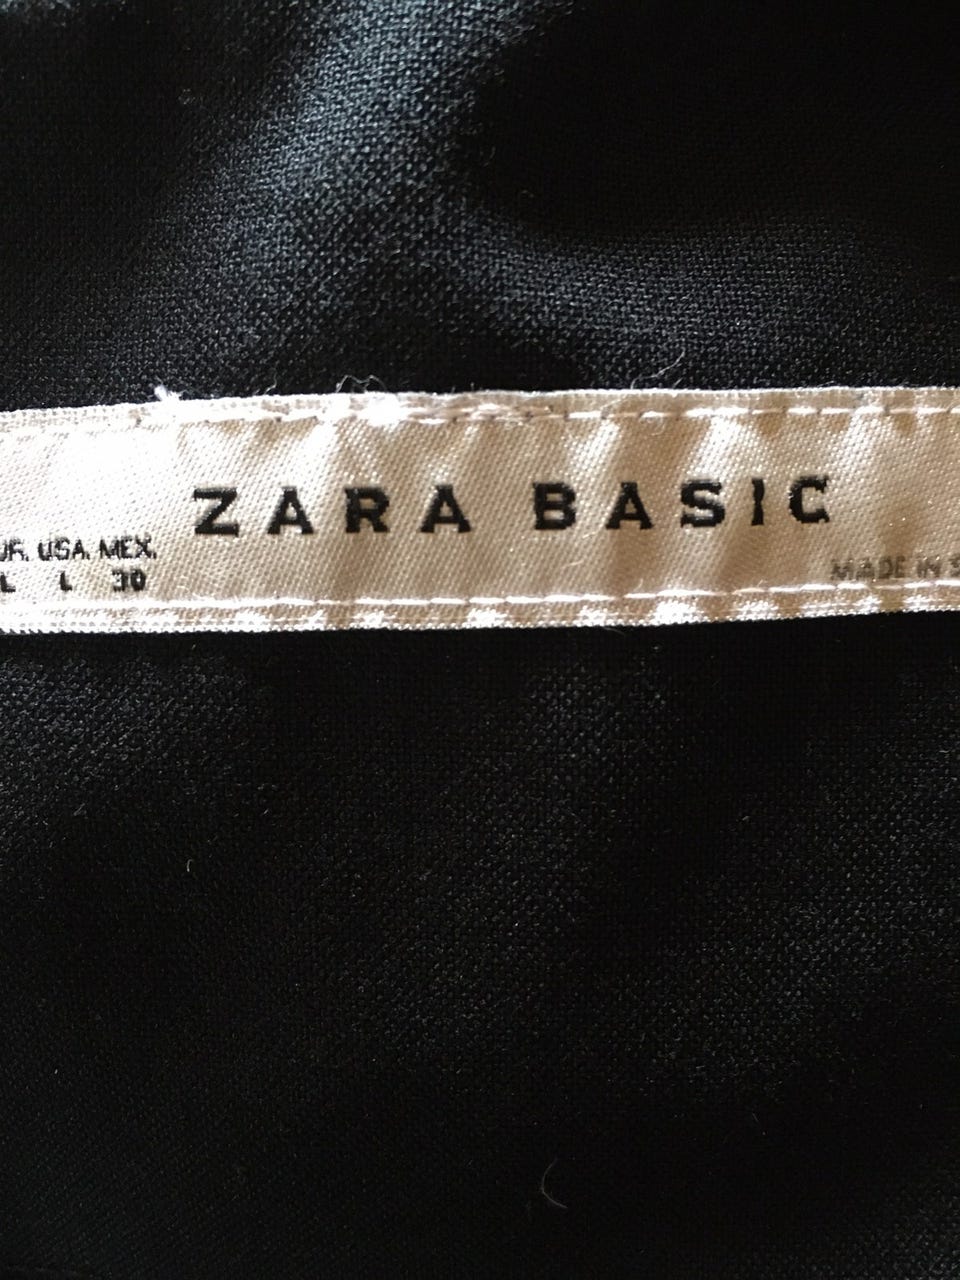 ZARA BASIC
USA. MEX.
L L 30
MADE IN